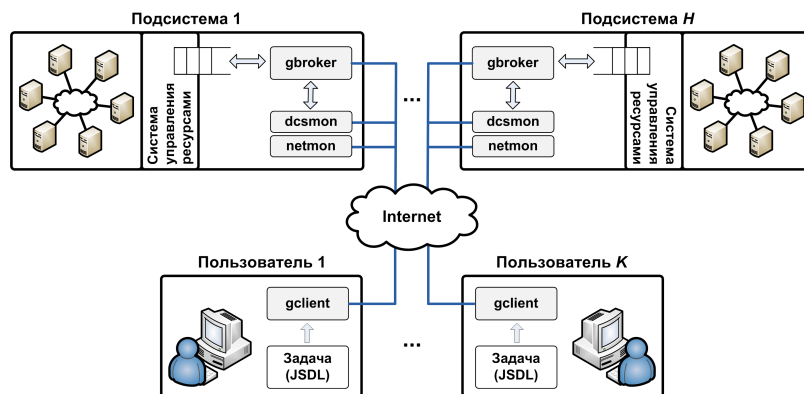 Подсистема 1
Подсистема H
Система
управления
ресурсами
gbroker
dcsmon
netmon
...
gbroker
dcsmon
netmon
Система
управления
ресурсами
Internet
Пользователь 1
Пользователь K
gclient
Задача
(JSDL)
...
gclient
Задача
(JSDL)